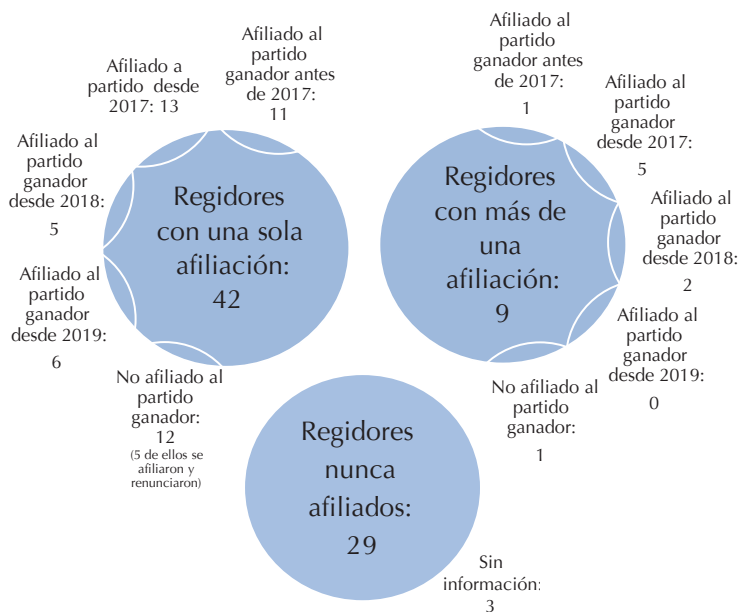 Afiliado al
partido
ganador antes
de 2017:
11
Afiliado a
partido desde
2017: 13
Afiliado al
partido
ganador
desde 2018:
5
Afiliado al
partido
ganador
desde 2019:
6
No afiliado al
partido
ganador:
12
(5 de ellos se
afiliaron y
renunciaron)
Regidores
con una sola
afiliación:
42
Afiliado al
partido
ganador antes
de 2017:
1
Afiliado al
partido
ganador
desde 2017:
5
Afiliado al
partido
ganador
desde 2018:
2
Afiliado al
partido
ganador
desde 2019:
0
No afiliado al
partido
ganador:
1
Regidores
con más de
una
afiliación:
9
Regidores
nunca
afiliados:
29
Sin
información:
3